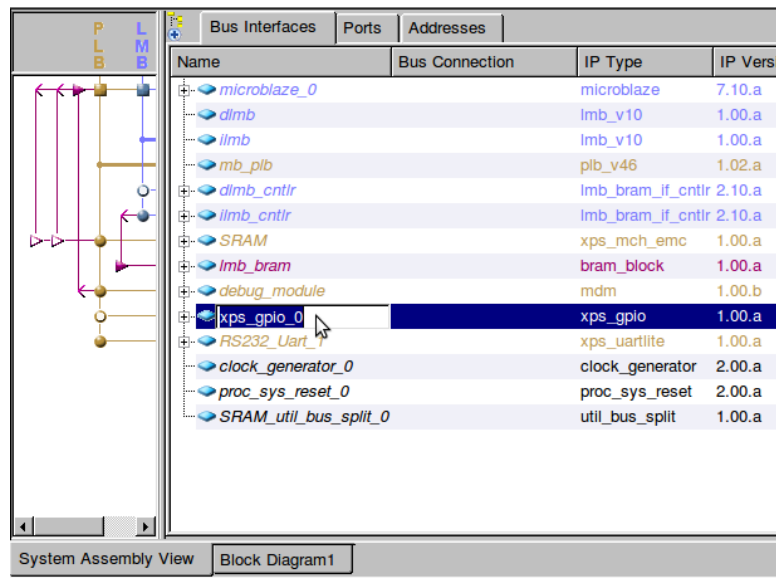 Bus Interfaces Ports Addresses
PLB LMB
Name Bus Connection IP Type IP Vers
microblaze_0 microblaze 7.10.a
dlmb lmb_v10 1.00.a
ilmb lmb_v10 1.00.a
mb_plb plb_v46 1.02.a
dlmb_cntlr lmb_bram_if_cntlr 2.10.a
ilmb_cntlr lmb_bram_if_cntlr 2.10.a
SRAM xps_mch_emc 1.00.a
lmb_bram bram_block 1.00.a
debug_module mdm 1.00.b
xps_gpio_0 xps_gpio 1.00.a
RS232_Uart_1 xps_uartlite 1.00.a
clock_generator_0 clock_generator 2.00.a
proc_sys_reset_0 proc_sys_reset 2.00.a
SRAM_util_bus_split_0 util_bus_split 1.00.a
System Assembly View Block Diagram1